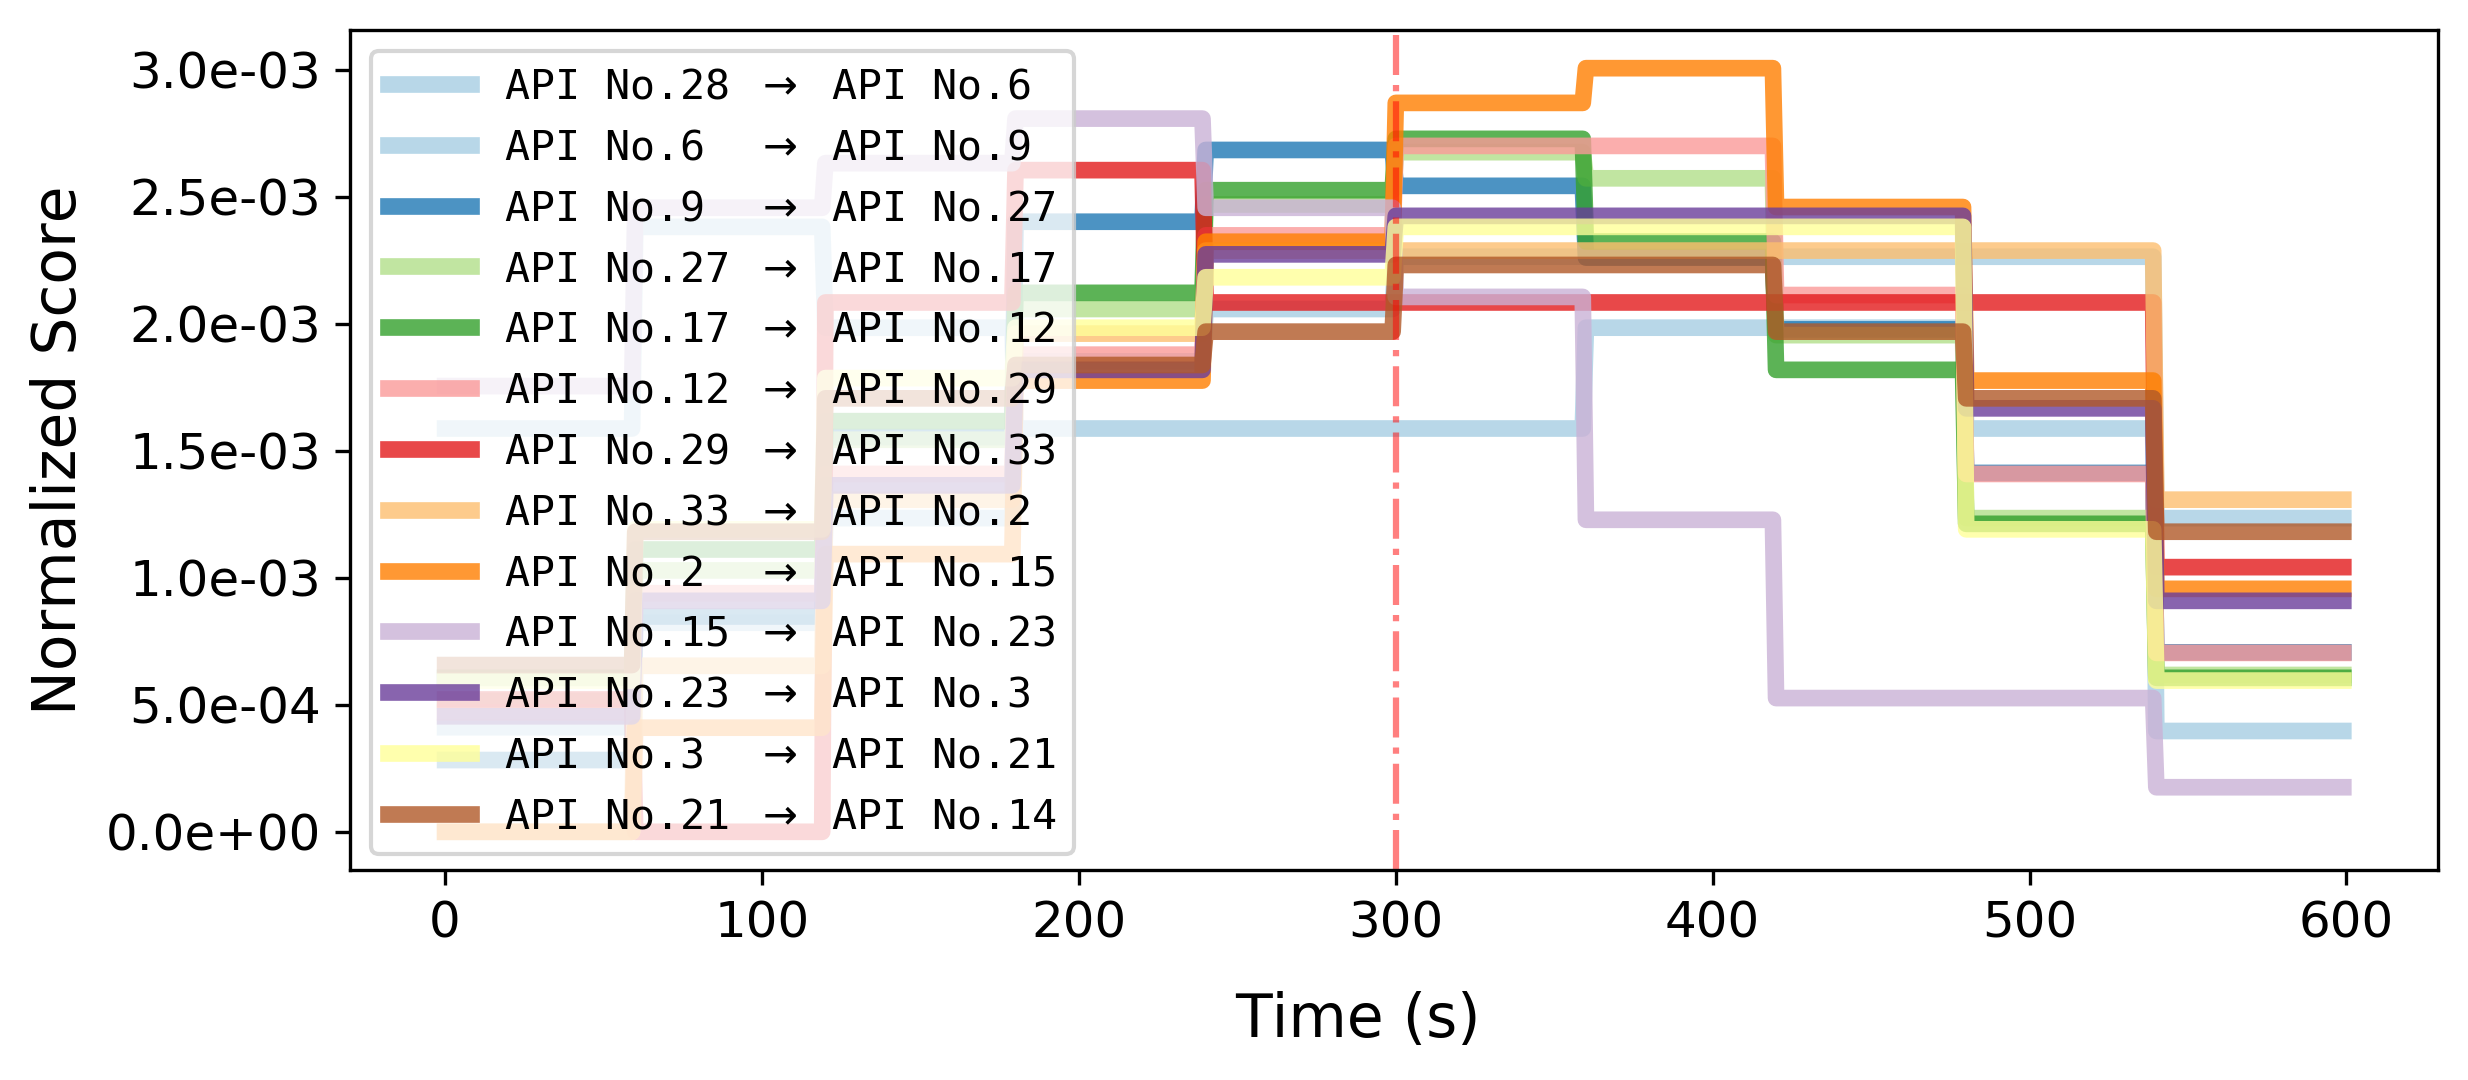 Normalized Score
3.0e-03
2.5e-03
2.0e-03
1.5e-03
1.0e-03
5.0e-04
0.0e+00
API No.28 → API No.6
API No.6 → API No.9
API No.9 → API No.27
API No.27 → API No.17
API No.17 → API No.12
API No.12 → API No.29
API No.29 → API No.33
API No.33 → API No.2
API No.2 → API No.15
API No.15 → API No.23
API No.23 → API No.3
API No.3 → API No.21
API No.21 → API No.14
0 100 200 300 400 500 600
Time (s)